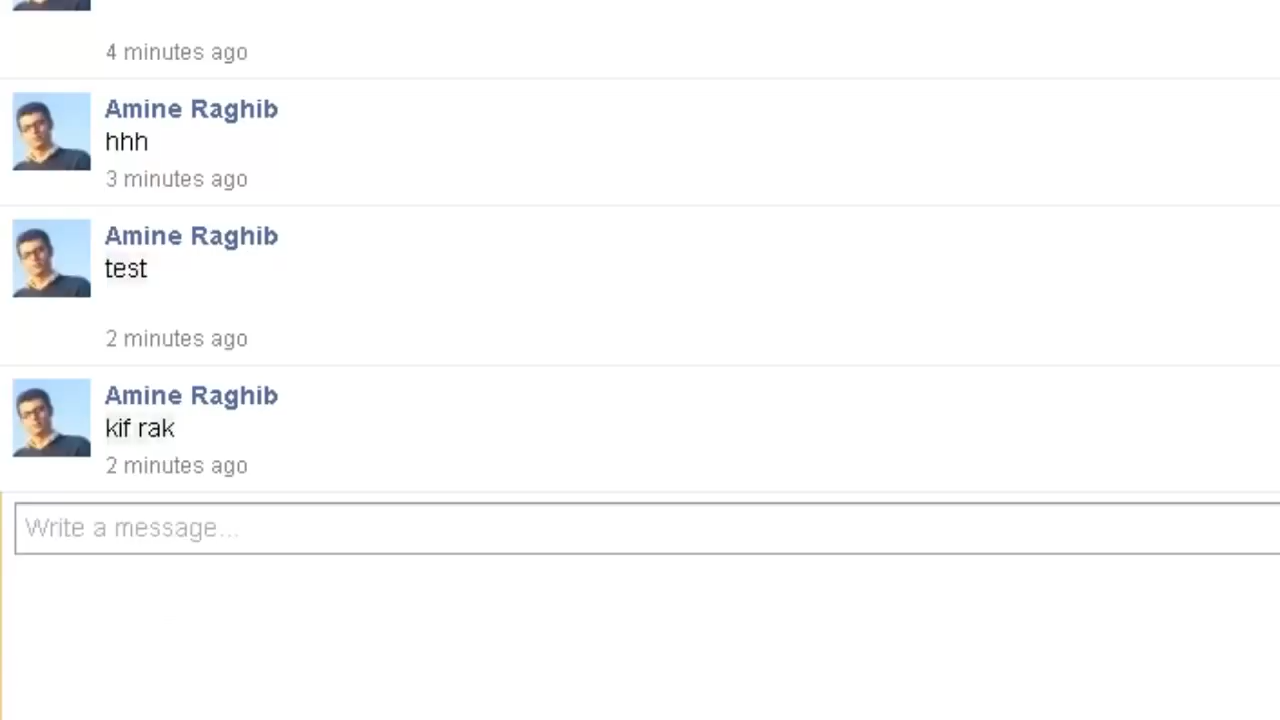 4 minutes ago
Amine Raghib
hhh
3 minutes ago
Amine Raghib
test
2 minutes ago
Amine Raghib
kif rak
2 minutes ago
Write a message...